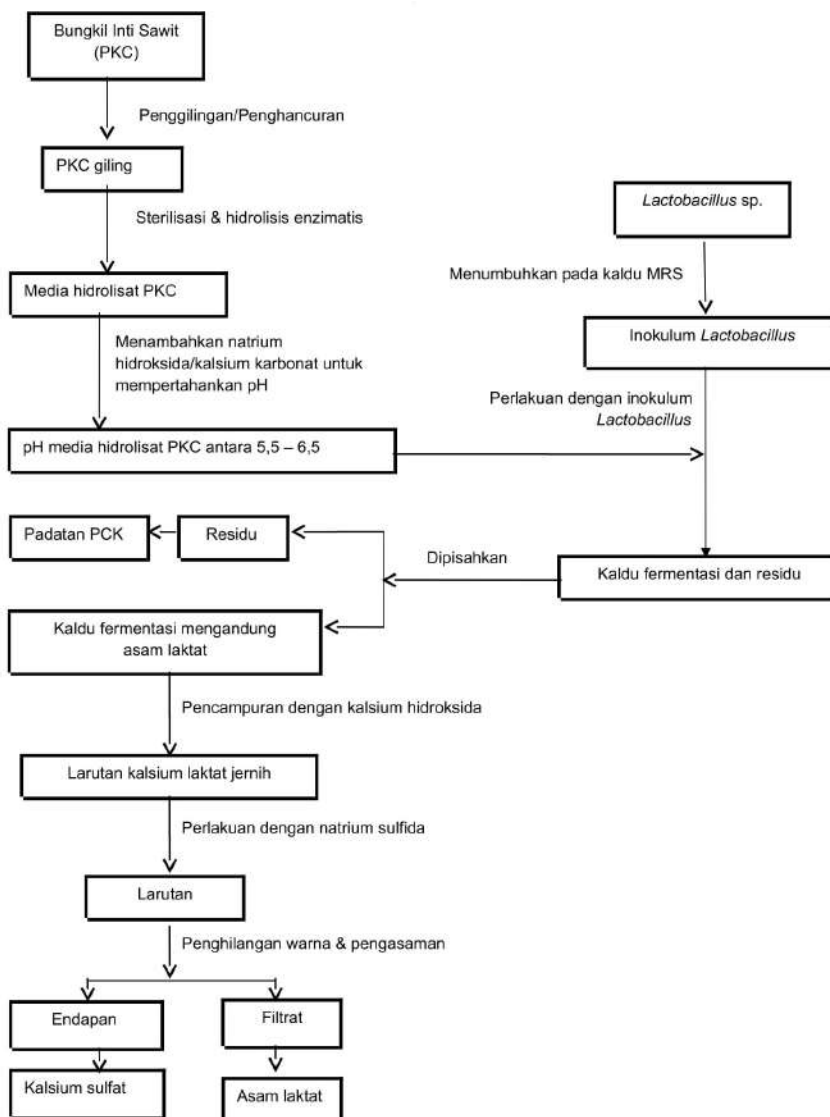 Bungkil Inti Sawit
(PKC)
Penggilingan/Penghancuran
PKC giling
Sterilisasi & hidrolisis enzimatis
Lactobacillus sp.
Menumbuhkan pada kaldu MRS
Media hidrolisat PKC
Inokulum Lactobacillus
Menambahkan natrium
hidroksida/kalsium karbonat untuk
mempertahankan pH
Perlakuan dengan inokulum
Lactobacillus
pH media hidrolisat PKC antara 5,5 – 6,5
Padatan PCK
Residu
Dipisahkan
Kaldu fermentasi dan residu
Kaldu fermentasi mengandung
asam laktat
Pencampuran dengan kalsium hidroksida
Larutan kalsium laktat jernih
Perlakuan dengan natrium sulfida
Larutan
Penghilangan warna & pengasaman
Endapan
Filtrat
Kalsium sulfat
Asam laktat